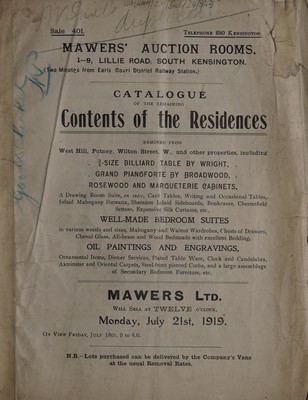 Sale 401.
TELEPHONE 630 KENSINGTON.
MAWERS' AUCTION ROOMS,
1—9, LILLIE ROAD, SOUTH KENSINGTON.
(Two Minutes from Earls Court District Railway Station.)
CATALOGUE
OF THE REMAINING
Contents of the Residences
REMOVED FROM
West Hill, Putney, Wilton Street, W., and other properties, including
-SIZE BILLIARD TABLE BY WRIGHT,
GRAND PIANOFORTE BY BROADWOOD,
ROSEWOOD AND MARQUETERIE CABINETS,
A Drawing Room Suite, en suite, Card Tables, Writing and Occasional Tables,
Inlaid Mahogany Bureaus, Sheraton Inlaid Sideboards, Bookcases, Chesterfield
Settees, Expensive Silk Curtains, etc.,
WELL-MADE BEDROOM SUITES
in various woods and sizes, Mahogany and Walnut Wardrobes, Chests of Drawers,
Cheval Glass, All-brass and Wood Bedsteads with excellent Bedding,
OIL PAINTINGS AND ENGRAVINGS,
Ornamental Items, Dinner Services, Plated Table Ware, Clock and Candelabra,
Axminster and Oriental Carpets, Steel front pierced Curbs, and a large assemblage
of Secondary Bedroom Furniture, etc.
MAWERS LTD.
WILL SELL AT TWELVE O'CLOCK,
Monday, July 21st, 1919.
ON VIEW FRIDAY, JULY 18TH, 9 to 4.0.
N.B.—Lots purchased can be delivered by the Company's Vans
at the usual Removal Rates.